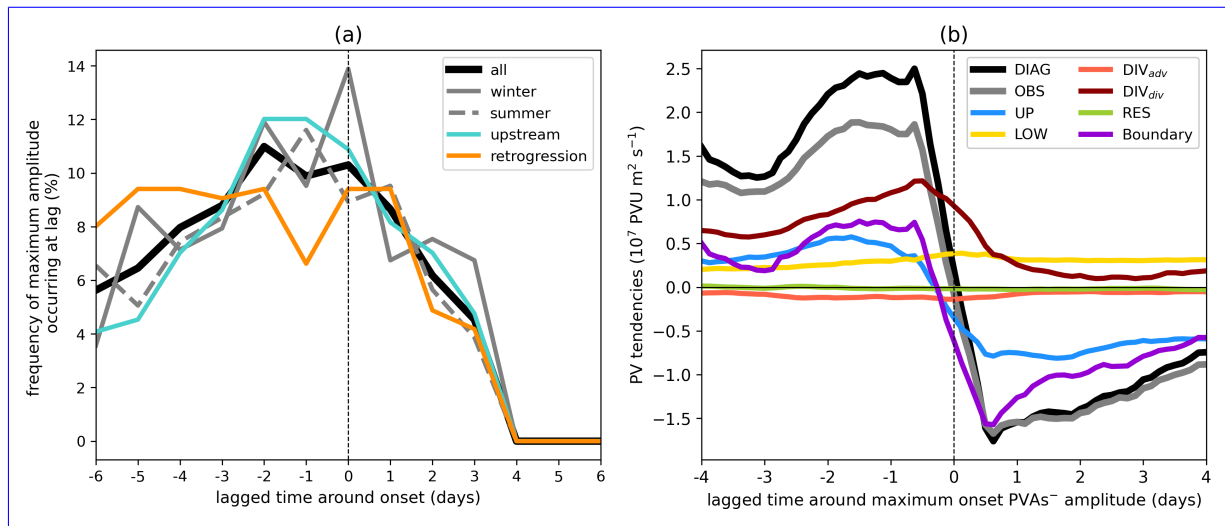 (a)
14
12
10
8
6
4
2
0
frequency of maximum amplitude
occurring at lag (%)
all
winter
summer
upstream
retrogression
-6 -5 -4 -3 -2 -1 0 1 2 3 4 5 6
lagged time around onset (days)
(b)
2.5
2.0
1.5
1.0
0.5
0.0
−0.5
−1.0
−1.5
PV tendencies (10⁷ PVU m² s⁻¹)
DIAG
OBS
UP
LOW
DIV_adv
DIV_div
RES
Boundary
-4 -3 -2 -1 0 1 2 3 4
lagged time around maximum onset PVAs⁻ amplitude (days)